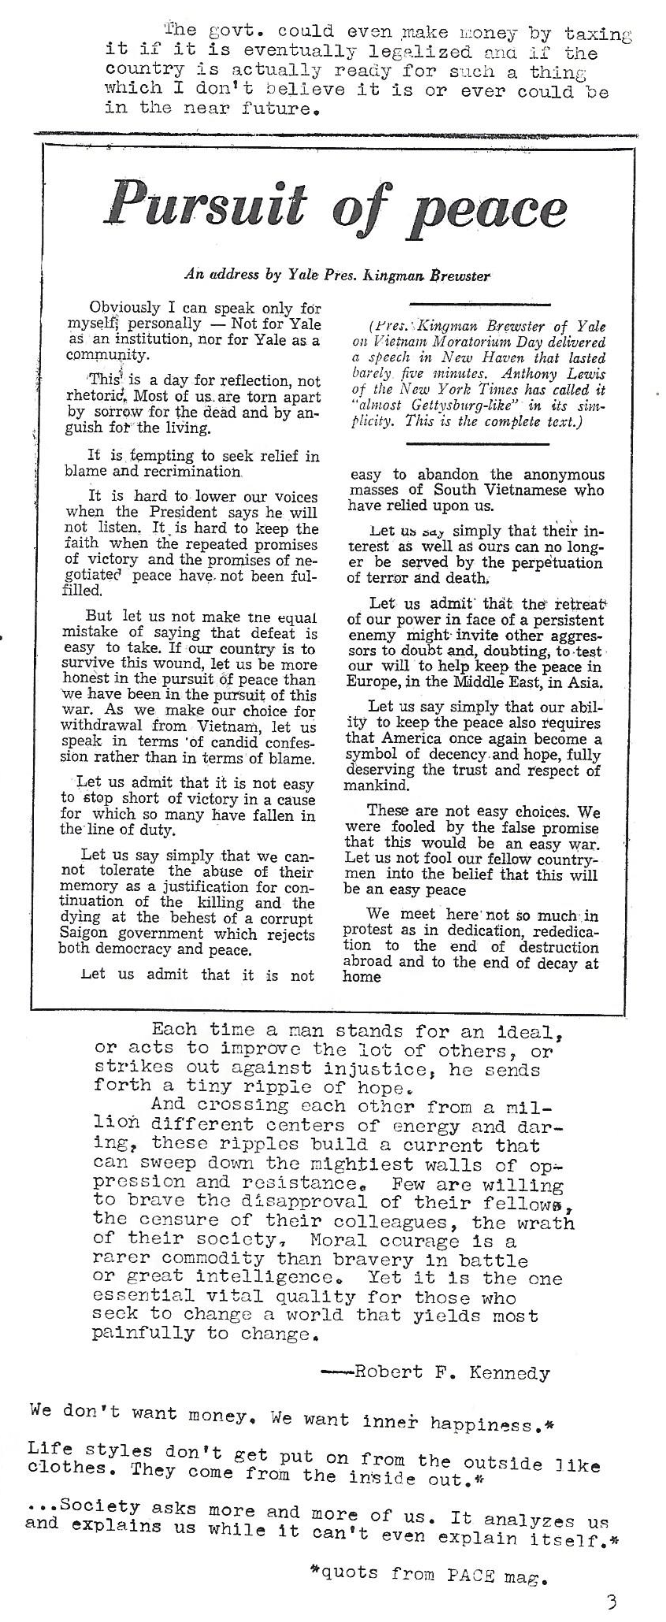 The govt. could even make money by taxing
it if it is eventually legalized and if the
country is actually ready for such a thing
which I don't believe it is or ever could be
in the near future.
Pursuit of peace
An address by Yale Pres. Kingman Brewster
Obviously I can speak only for
myself, personally — Not for Yale
as an institution, nor for Yale as a
community.
This is a day for reflection, not
rhetoric. Most of us are torn apart
by sorrow for the dead and by an-
guish for the living.
It is tempting to seek relief in
blame and recrimination
It is hard to lower our voices
when the President says he will
not listen. It is hard to keep the
faith when the repeated promises
of victory and the promises of ne-
gotiated peace have not been ful-
filled.
But let us not make the equal
mistake of saying that defeat is
easy to take. If our country is to
survive this wound, let us be more
honest in the pursuit of peace than
we have been in the pursuit of this
war. As we make our choice for
withdrawal from Vietnam, let us
speak in terms of candid confes-
sion rather than in terms of blame.
Let us admit that it is not easy
to stop short of victory in a cause
for which so many have fallen in
the line of duty.
Let us say simply that we can-
not tolerate the abuse of their
memory as a justification for con-
tinuation of the killing and the
dying at the behest of a corrupt
Saigon government which rejects
both democracy and peace.
Let us admit that it is not
(Pres. Kingman Brewster of Yale
on Vietnam Moratorium Day delivered
a speech in New Haven that lasted
barely five minutes. Anthony Lewis
of the New York Times has called it
"almost Gettysburg-like" in its sim-
plicity. This is the complete text.)
easy to abandon the anonymous
masses of South Vietnamese who
have relied upon us.
Let us say simply that their in-
terest as well as ours can no long-
er be served by the perpetuation
of terror and death.
Let us admit that the retreat
of our power in face of a persistent
enemy might invite other aggres-
sors to doubt and, doubting, to test
our will to help keep the peace in
Europe, in the Middle East, in Asia.
Let us say simply that our abil-
ity to keep the peace also requires
that America once again become a
symbol of decency and hope, fully
deserving the trust and respect of
mankind.
These are not easy choices. We
were fooled by the false promise
that this would be an easy war.
Let us not fool our fellow country-
men into the belief that this will
be an easy peace
We meet here not so much in
protest as in dedication, rededica-
tion to the end of destruction
abroad and to the end of decay at
home
Each time a man stands for an ideal,
or acts to improve the lot of others, or
strikes out against injustice, he sends
forth a tiny ripple of hope.
And crossing each other from a mil-
lion different centers of energy and dar-
ing, these ripples build a current that
can sweep down the mightiest walls of op-
pression and resistance. Few are willing
to brave the disapproval of their fellows,
the censure of their colleagues, the wrath
of their society. Moral courage is a
rarer commodity than bravery in battle
or great intelligence. Yet it is the one
essential vital quality for those who
seek to change a world that yields most
painfully to change.
——Robert F. Kennedy
We don't want money. We want inner happiness.*
Life styles don't get put on from the outside like
clothes. They come from the inside out.*
...Society asks more and more of us. It analyzes us
and explains us while it can't even explain itself.*
*quots from PACE mag.
3